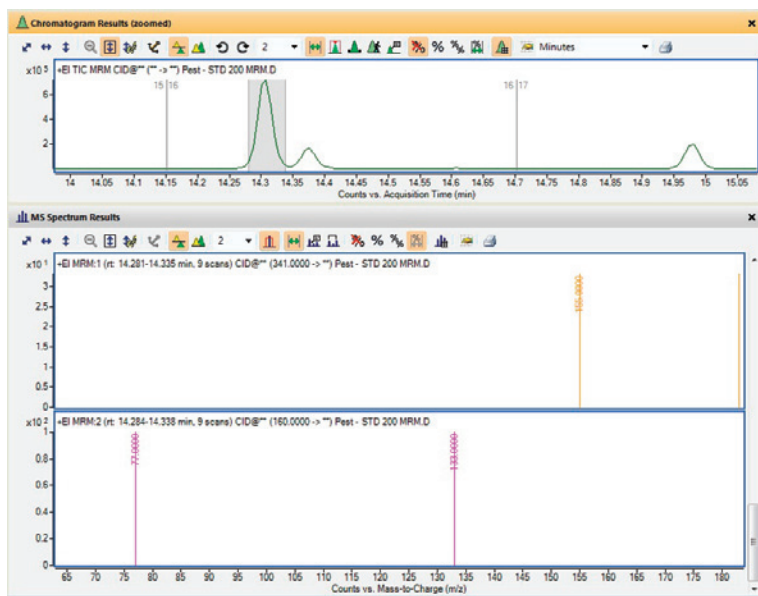 Chromatogram Results (zoomed)
2 Minutes
x10 5 +EI TIC MRM CID@** (** -> **) Pest - STD 200 MRM.D
15 16 16 17
6
4
2
14 14.05 14.1 14.15 14.2 14.25 14.3 14.35 14.4 14.45 14.5 14.55 14.6 14.65 14.7 14.75 14.8 14.85 14.9 14.95 15 15.05
Counts vs. Acquisition Time (min)
MS Spectrum Results
2
x10 1 +EI MRM:1 (rt: 14.281-14.335 min, 9 scans) CID@** (341.0000 -> **) Pest - STD 200 MRM.D
155.0000
3
2.5
2
1.5
1
0.5
0
x10 2 +EI MRM:2 (rt: 14.284-14.338 min, 9 scans) CID@** (160.0000 -> **) Pest - STD 200 MRM.D
77.0000 133.0000
1
0.8
0.6
0.4
0.2
0
65 70 75 80 85 90 95 100 105 110 115 120 125 130 135 140 145 150 155 160 165 170 175 180
Counts vs. Mass-to-Charge (m/z)